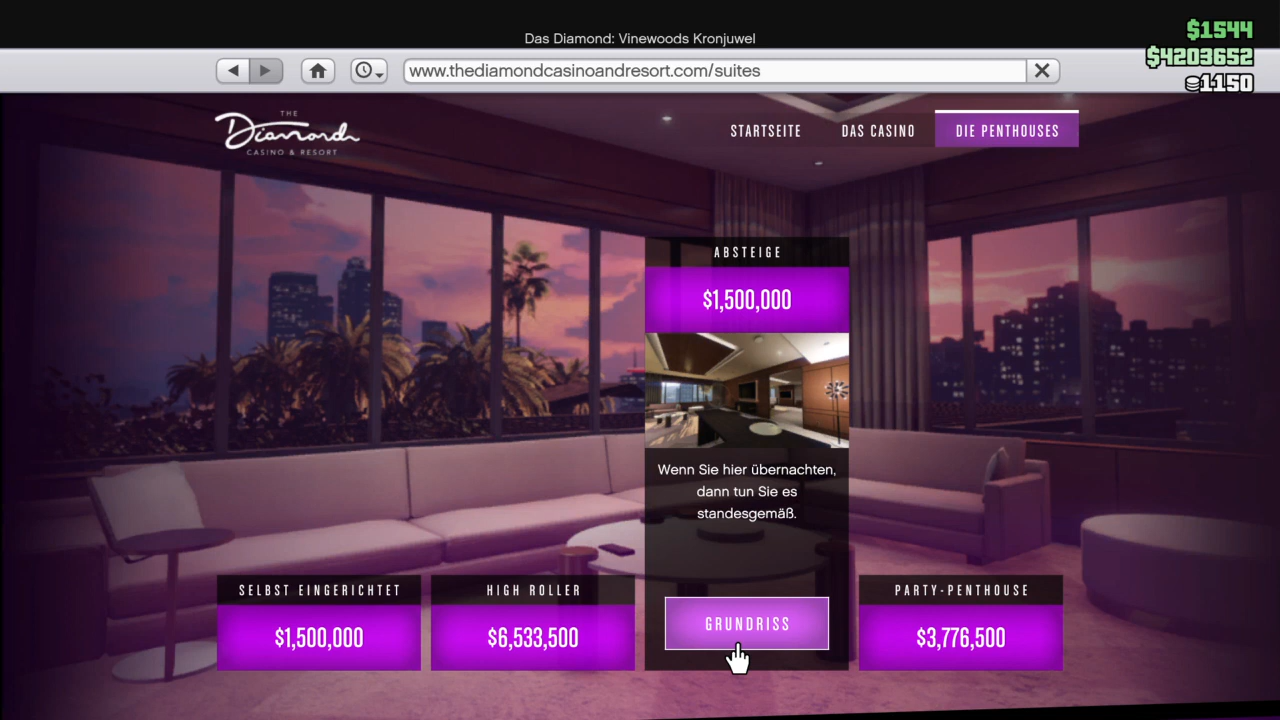 Das Diamond: Vinewoods Kronjuwel
$1544
$4203652
1150
www.thediamondcasinoandresort.com/suites
THE
Diamond
CASINO & RESORT
STARTSEITE
DAS CASINO
DIE PENTHOUSES
ABSTEIGE
$1,500,000
Wenn Sie hier übernachten,
dann tun Sie es
standesgemäß.
GRUNDRISS
SELBST EINGERICHTET
$1,500,000
HIGH ROLLER
$6,533,500
PARTY-PENTHOUSE
$3,776,500